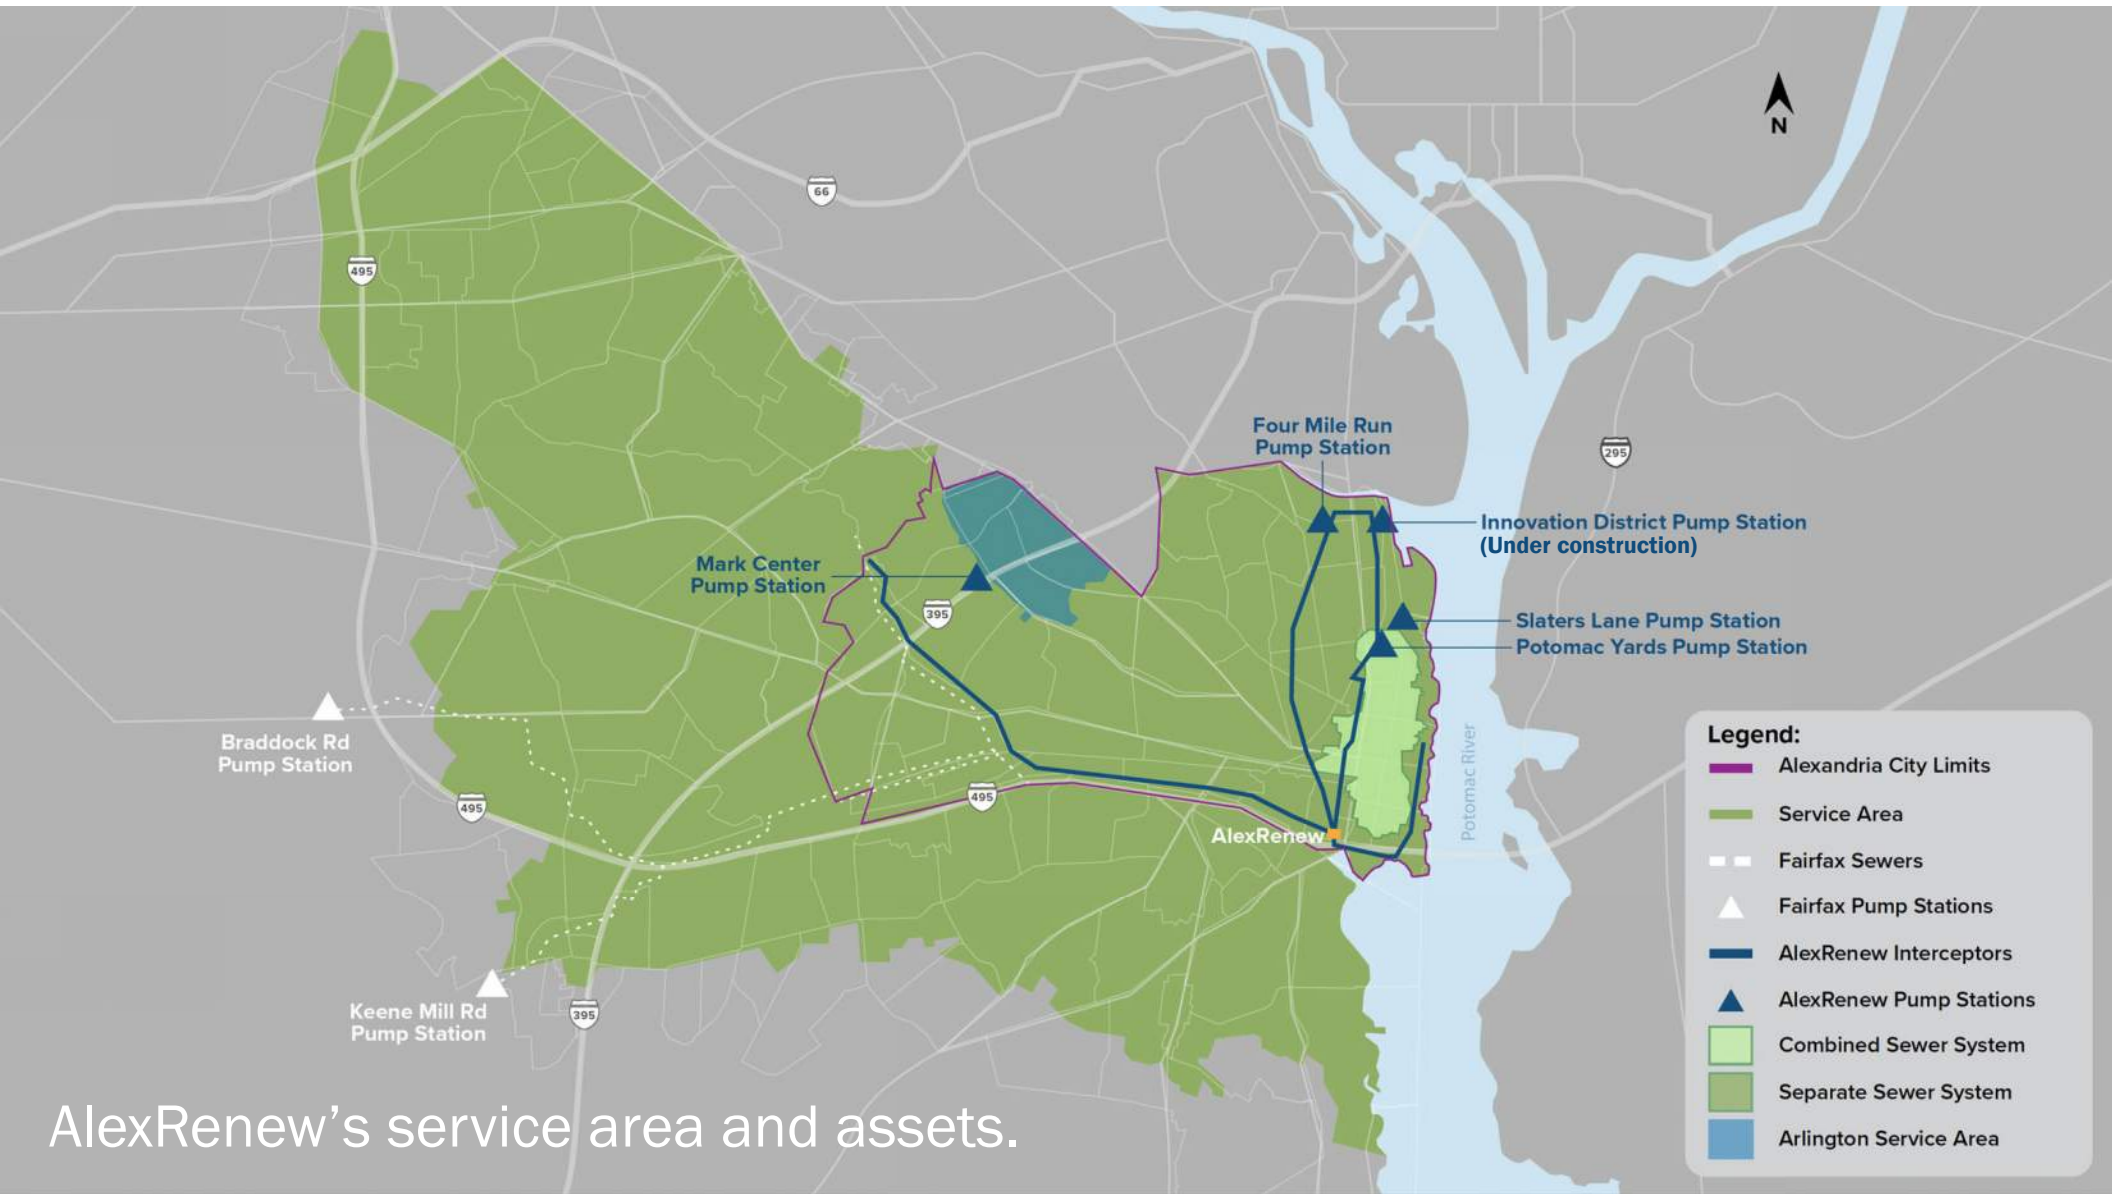 N
66
495
Four Mile Run
Pump Station
295
Innovation District Pump Station
(Under construction)
Mark Center
Pump Station
395
Slaters Lane Pump Station
Potomac Yards Pump Station
Braddock Rd
Pump Station
495
495
AlexRenew
Potomac River
Keene Mill Rd
Pump Station
395
Legend:
Alexandria City Limits
Service Area
Fairfax Sewers
Fairfax Pump Stations
AlexRenew Interceptors
AlexRenew Pump Stations
Combined Sewer System
Separate Sewer System
Arlington Service Area
AlexRenew’s service area and assets.